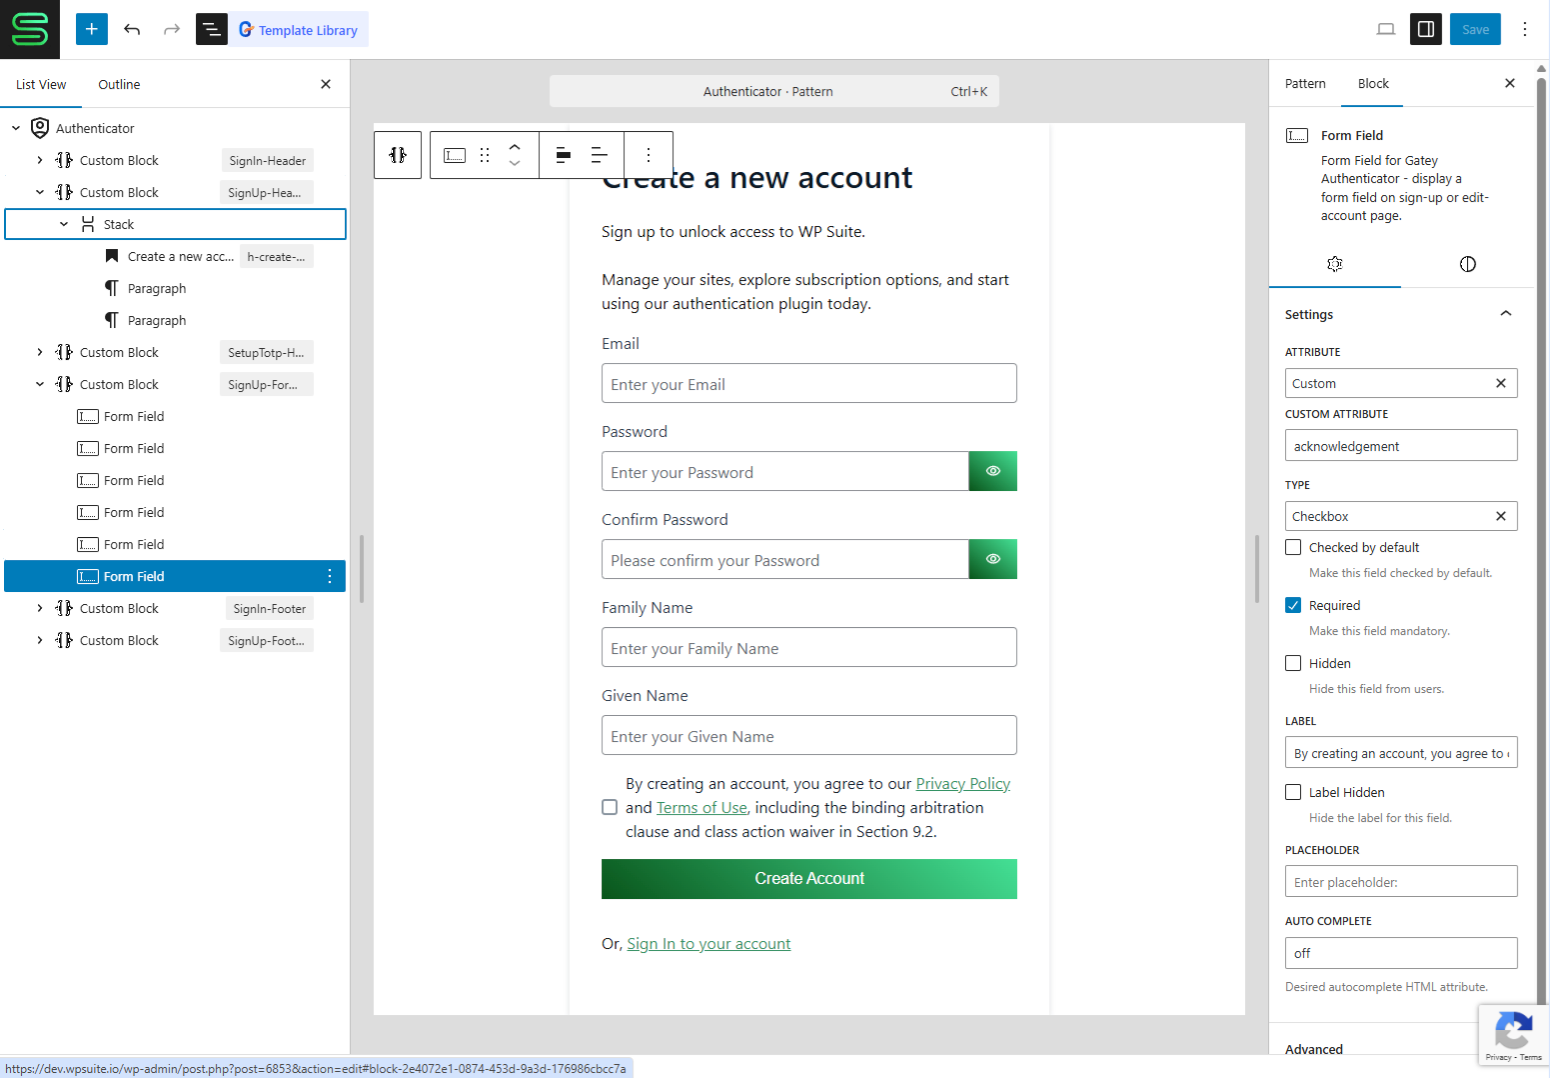 Template Library
Save
List View
Outline
Authenticator · Pattern
Ctrl+K
Pattern
Block
Authenticator
Custom Block
SignIn-Header
Custom Block
SignUp-Hea...
Stack
Create a new acc...
h-create-...
Paragraph
Paragraph
Custom Block
SetupTotp-H...
Custom Block
SignUp-For...
Form Field
Form Field
Form Field
Form Field
Form Field
Form Field
Custom Block
SignIn-Footer
Custom Block
SignUp-Foot...
Create a new account
Sign up to unlock access to WP Suite.
Manage your sites, explore subscription options, and start
using our authentication plugin today.
Email
Enter your Email
Password
Enter your Password
Confirm Password
Please confirm your Password
Family Name
Enter your Family Name
Given Name
Enter your Given Name
By creating an account, you agree to our Privacy Policy
and Terms of Use, including the binding arbitration
clause and class action waiver in Section 9.2.
Create Account
Or, Sign In to your account
Form Field
Form Field for Gatey
Authenticator - display a
form field on sign-up or edit-
account page.
Settings
ATTRIBUTE
Custom
CUSTOM ATTRIBUTE
acknowledgement
TYPE
Checkbox
Checked by default
Make this field checked by default.
Required
Make this field mandatory.
Hidden
Hide this field from users.
LABEL
By creating an account, you agree to
Label Hidden
Hide the label for this field.
PLACEHOLDER
Enter placeholder:
AUTO COMPLETE
off
Desired autocomplete HTML attribute.
Advanced
Privacy - Terms
https://dev.wpsuite.io/wp-admin/post.php?post=6853&action=edit#block-2e4072e1-0874-453d-9a3d-176986cbcc7a